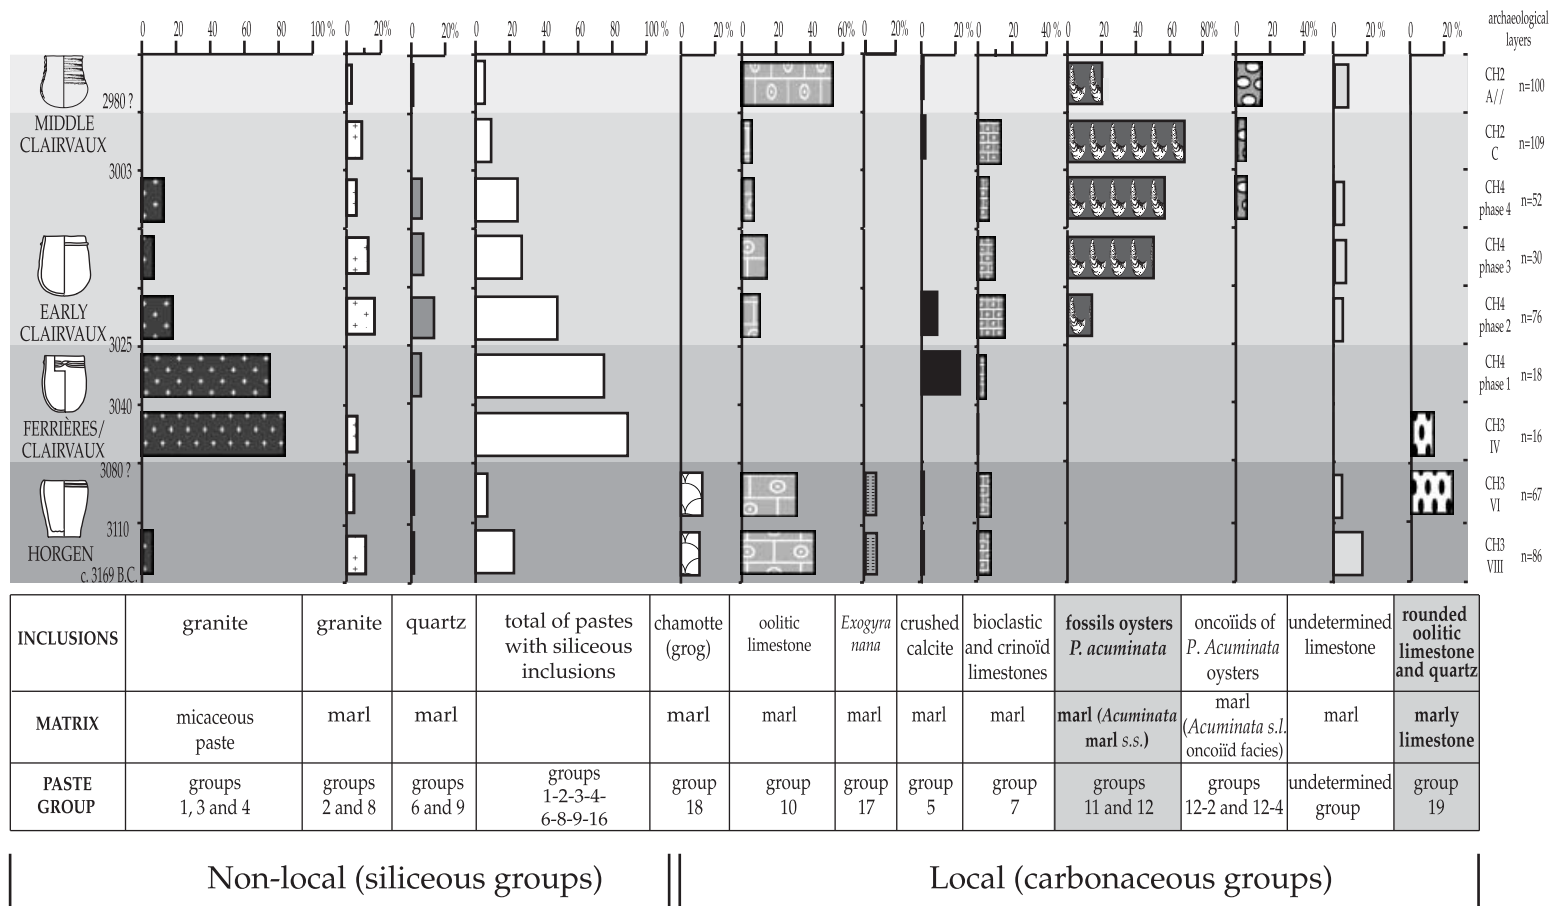 0 20 40 60 80 100 % 0 20% 0 20% 0 20 40 60 80 100 % 0 20 % 0 20 40 60% 0 20% 0 20 % 0 20 40 % 0 20 40 60 80% 0 20 40 0 20 % 0 20 %
archaeological
layers
2980 ?
MIDDLE
CLAIRVAUX
3003
EARLY
CLAIRVAUX
3025
3040
FERRIÈRES/
CLAIRVAUX
3080 ?
3110
HORGEN
c. 3169 B.C.
CH2
A//
n=100
CH2
C
n=109
CH4
phase 4
n=52
CH4
phase 3
n=30
CH4
phase 2
n=76
CH4
phase 1
n=18
CH3
IV
n=16
CH3
VI
n=67
CH3
VIII
n=86
INCLUSIONS
granite
granite
quartz
total of pastes
with siliceous
inclusions
chamotte
(grog)
oolitic
limestone
Exogyra
nana
crushed
calcite
bioclastic
and crinoïd
limestones
fossils oysters
P. acuminata
oncoïids of
P. Acuminata
oysters
undetermined
limestone
rounded
oolitic
limestone
and quartz
MATRIX
micaceous
paste
marl
marl
marl
marl
marl
marl
marl
marl (Acuminata
marl s.s.)
marl
(Acuminata s.l.
oncoïid facies)
marl
marly
limestone
PASTE
GROUP
groups
1, 3 and 4
groups
2 and 8
groups
6 and 9
groups
1-2-3-4-
6-8-9-16
group
18
group
10
group
17
group
5
group
7
groups
11 and 12
groups
12-2 and 12-4
undetermined
group
group
19
Non-local (siliceous groups)
Local (carbonaceous groups)